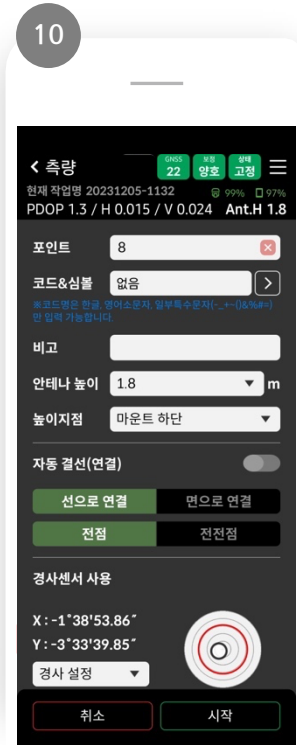 10
측량
GNSS 22
보정 양호
상태 고정
현재 작업명 20231205-1132 99% 97%
PDOP 1.3 / H 0.015 / V 0.024 Ant.H 1.8
포인트 8
코드&심볼 없음
※코드명은 한글, 영어소문자, 일부특수문자(-_+~()&%#=)
만 입력 가능합니다.
비고
안테나 높이 1.8 m
높이지점 마운트 하단
자동 결선(연결)
선으로 연결 면으로 연결
전점 전전점
경사센서 사용
X : -1˚38'53.86″
Y : -3˚33'39.85″
경사 설정
취소 시작